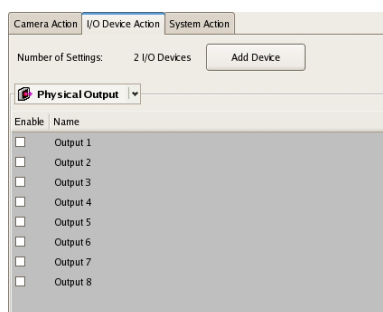 Camera Action I/O Device Action System Action
Number of Settings: 2 I/O Devices Add Device
Physical Output
Enable Name
Output 1
Output 2
Output 3
Output 4
Output 5
Output 6
Output 7
Output 8